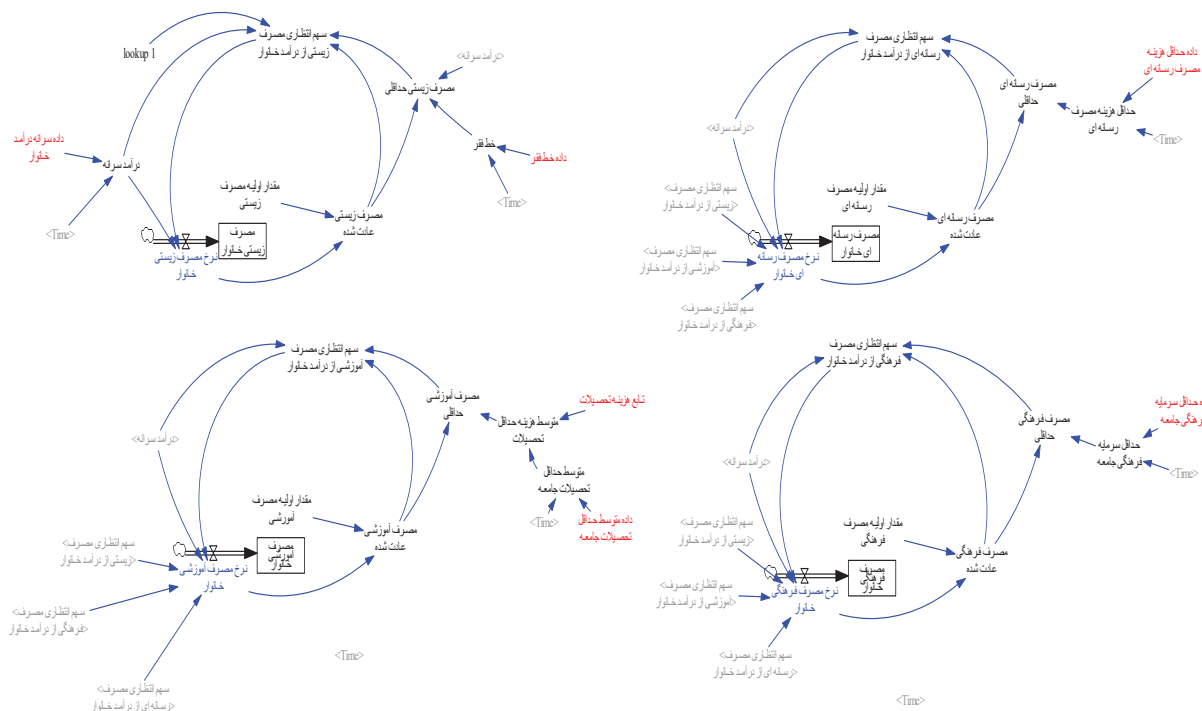 سهم انتظاری مصرف
زیستی از درآمد خانوار
lookup 1
<درآمد سرانه>
مصرف زیستی حداقلی
داده سرانه درآمد
خانوار
درآمد سرانه
خط فقر
داده خط فقر
<Time>
<Time>
مقدار اولیه مصرف
زیستی
مصرف زیستی
عادت شده
مصرف
زیستی خانوار
نرخ مصرف زیستی
خانوار
سهم انتظاری مصرف
رسانه ای از درآمد خانوار
داده حداقل هزینه
مصرف رسانه ای
مصرف رسانه ای
حداقلی
حداقل هزینه مصرف
رسانه ای
<Time>
<درآمد سرانه>
<سهم انتظاری مصرف
زیستی از درآمد خانوار>
مقدار اولیه مصرف
رسانه ای
مصرف رسانه ای
عادت شده
مصرف رسانه
ای خانوار
نرخ مصرف رسانه
ای خانوار
<سهم انتظاری مصرف
آموزشی از درآمد خانوار>
<سهم انتظاری مصرف
فرهنگی از درآمد خانوار>
سهم انتظاری مصرف
آموزشی از درآمد خانوار
مصرف آموزشی
حداقلی
تابع هزینه تحصیلات
متوسط هزینه حداقل
تحصیلات
<درآمد سرانه>
متوسط حداقل
تحصیلات جامعه
<Time>
داده متوسط حداقل
تحصیلات جامعه
مقدار اولیه مصرف
آموزشی
مصرف آموزشی
عادت شده
مصرف
آموزشی
خانوار
نرخ مصرف آموزشی
خانوار
<سهم انتظاری مصرف
زیستی از درآمد خانوار>
<سهم انتظاری مصرف
فرهنگی از درآمد خانوار>
<سهم انتظاری مصرف
رسانه ای از درآمد خانوار>
<Time>
سهم انتظاری مصرف
فرهنگی از درآمد خانوار
ه حداقل سرمایه
رهنگی جامعه
مصرف فرهنگی
حداقلی
حداقل سرمایه
فرهنگی جامعه
<Time>
<درآمد سرانه>
<سهم انتظاری مصرف
زیستی از درآمد خانوار>
مقدار اولیه مصرف
فرهنگی
مصرف فرهنگی
عادت شده
مصرف
فرهنگی
خانوار
نرخ مصرف فرهنگی
خانوار
<سهم انتظاری مصرف
آموزشی از درآمد خانوار>
<سهم انتظاری مصرف
رسانه ای از درآمد خانوار>
<Time>